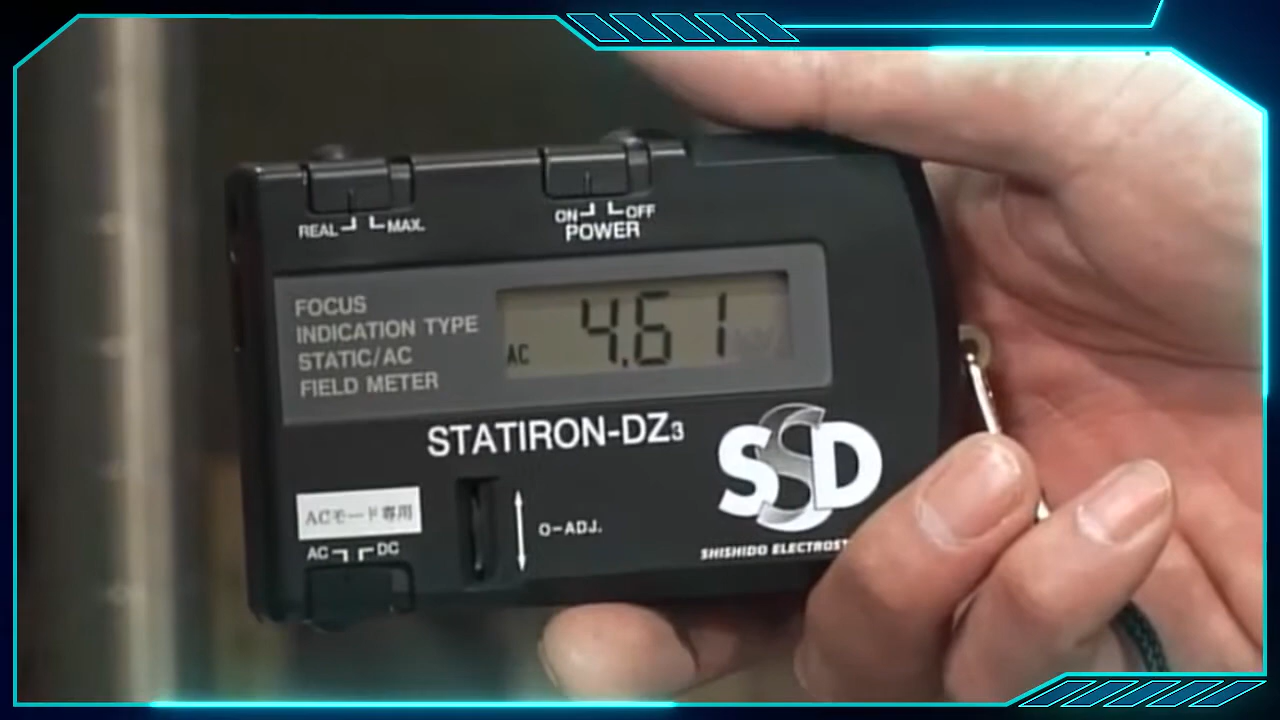 REAL MAX.
ON OFF
POWER
FOCUS
INDICATION TYPE
STATIC/AC
FIELD METER
AC 4.61 kV
STATIRON-DZ3
SSD
SHISHIDO
ACモード専用
AC DC
O-ADJ.